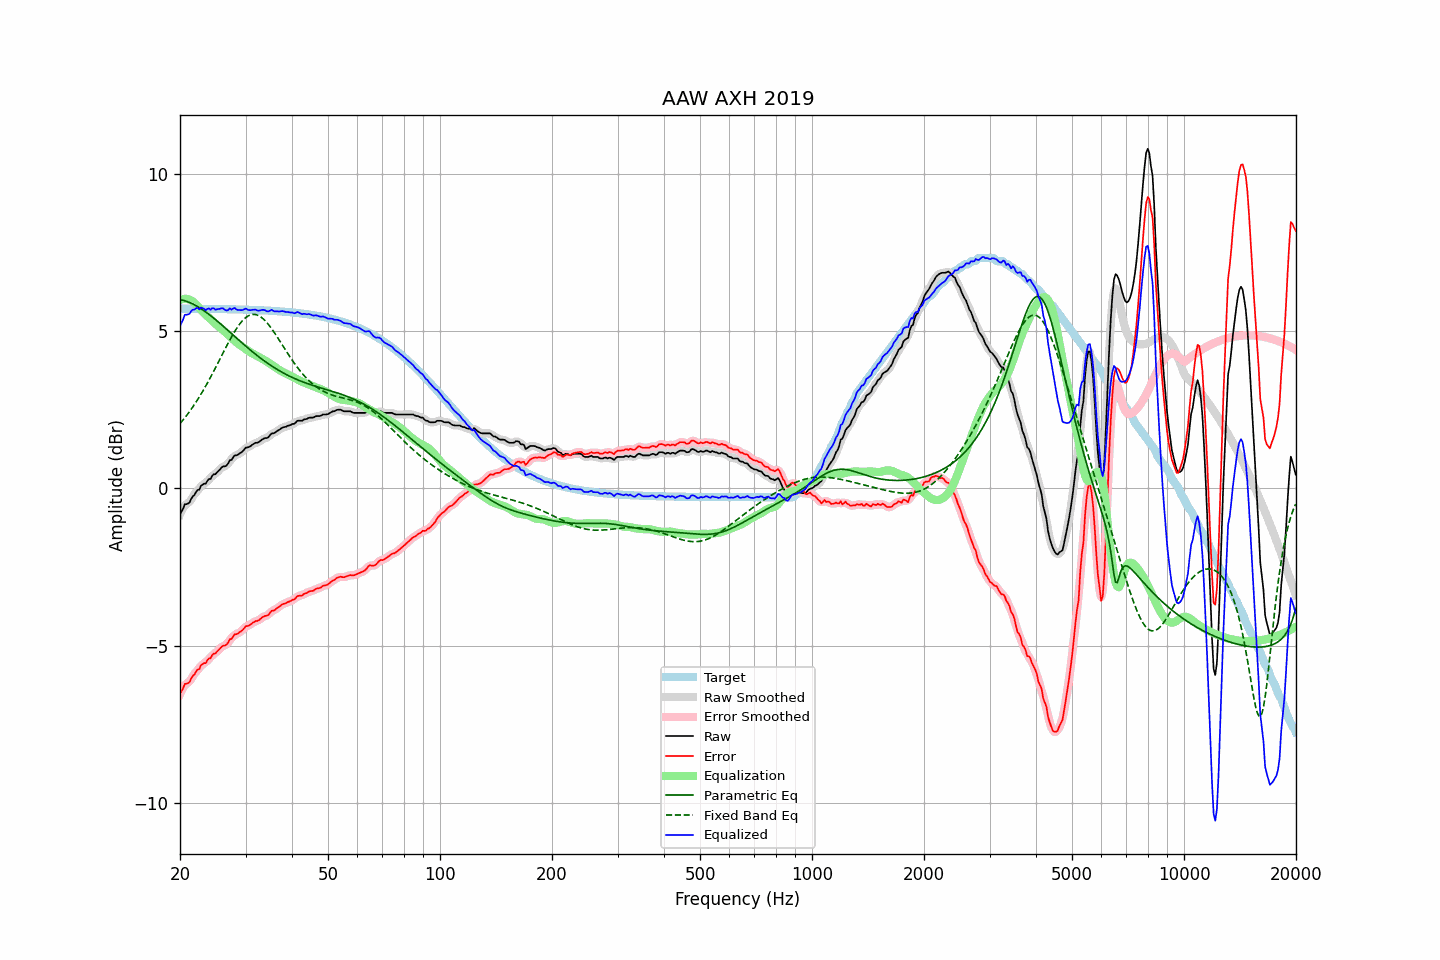 AAW AXH 2019
Amplitude (dBr)
10
5
0
−5
−10
Target
Raw Smoothed
Error Smoothed
Raw
Error
Equalization
Parametric Eq
Fixed Band Eq
Equalized
20 50 100 200 500 1000 2000 5000 10000 20000
Frequency (Hz)